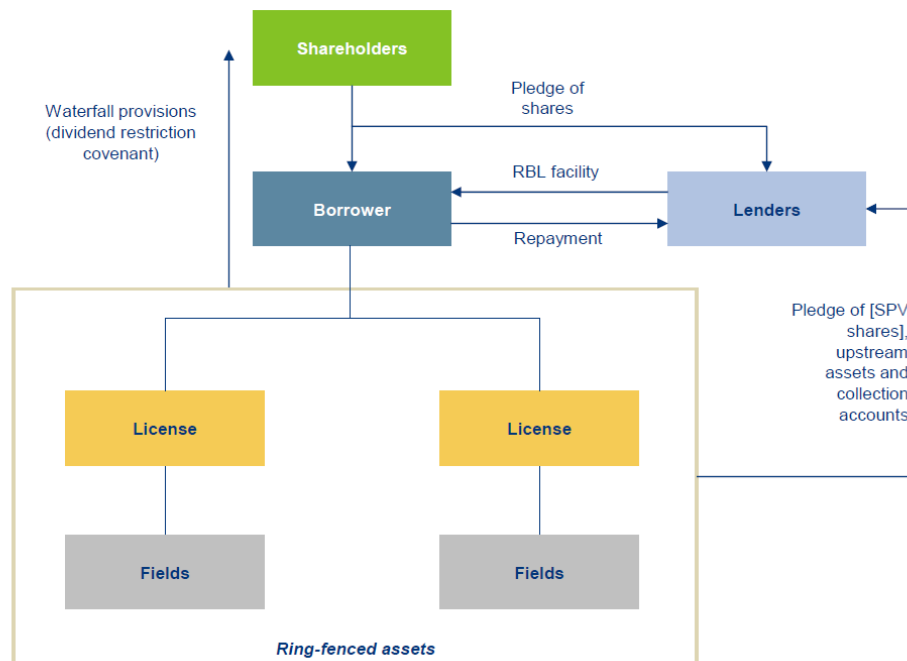 Shareholders
Waterfall provisions
(dividend restriction
covenant)
Pledge of
shares
RBL facility
Borrower
Lenders
Repayment
Pledge of [SPV
shares],
upstream
assets and
collection
accounts
License
License
Fields
Fields
Ring-fenced assets